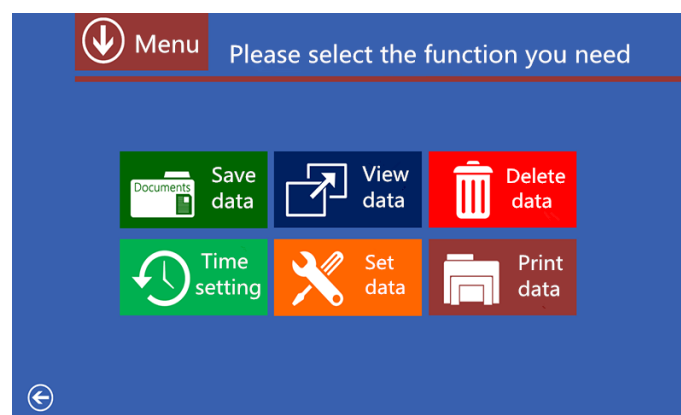 Menu
Please select the function you need
Documents
Save
data
View
data
Delete
data
Time
setting
Set
data
Print
data